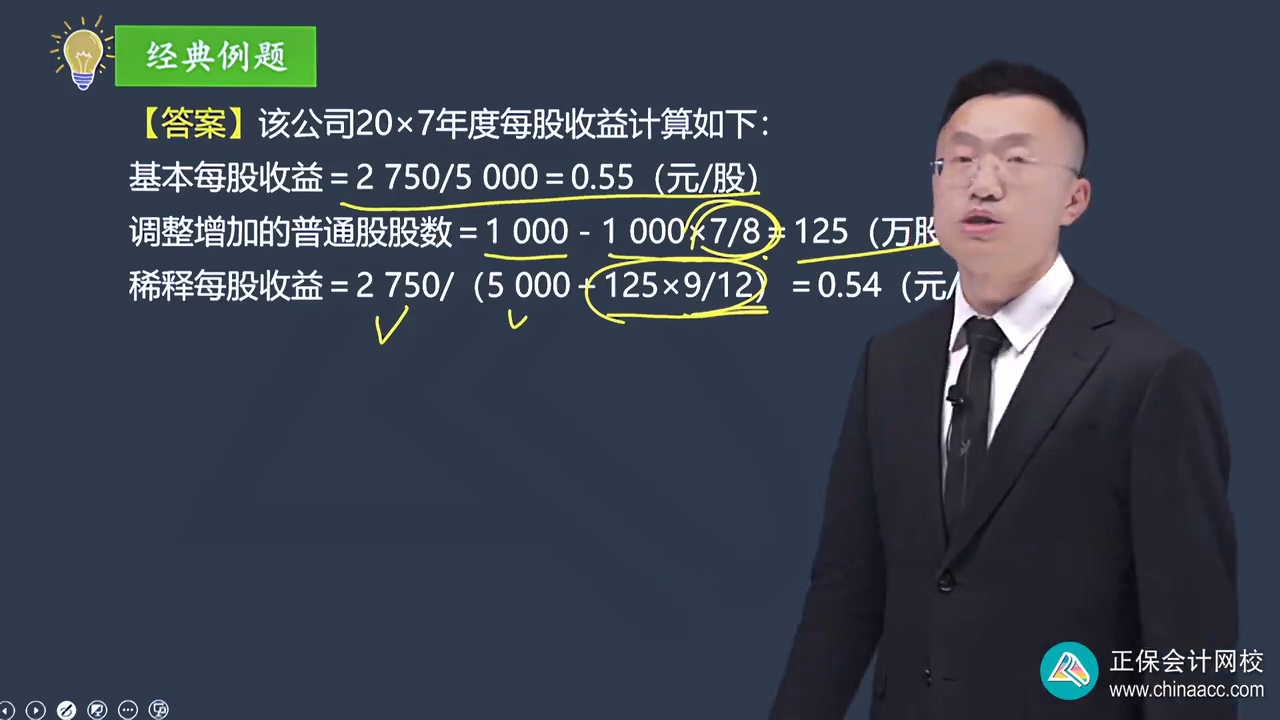 经典例题
【答案】该公司20×7年度每股收益计算如下：
基本每股收益＝2 750/5 000＝0.55（元/股）
调整增加的普通股股数＝1 000－1 000×7/8＝125（万股
稀释每股收益＝2 750/（5 000＋125×9/12）＝0.54（元/
正保会计网校
www.chinaacc.com